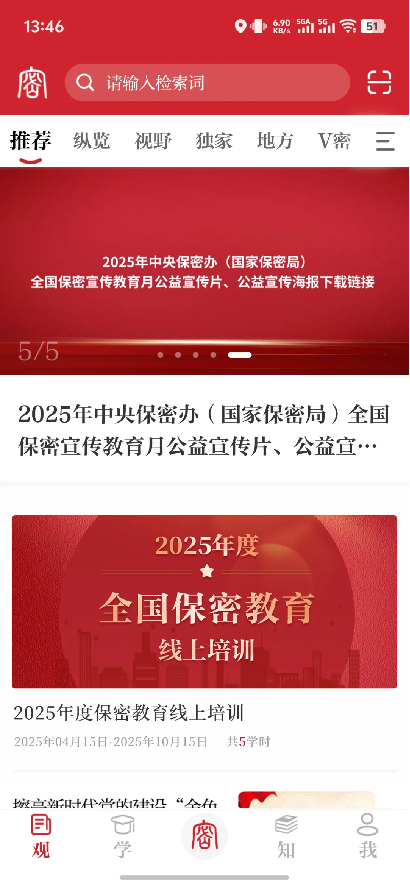 13:46
6.90 KB/s 5GA 5G 51
密
请输入检索词
推荐 纵览 视野 独家 地方 V密
2025年中央保密办（国家保密局）
全国保密宣传教育月公益宣传片、公益宣传海报下载链接
5/5
2025年中央保密办（国家保密局）全国
保密宣传教育月公益宣传片、公益宣…
2025年度
全国保密教育
线上培训
2025年度保密教育线上培训
2025年04月15日-2025年10月15日 共5学时
擦亮新时代党的建设“金色
观 学 密 知 我